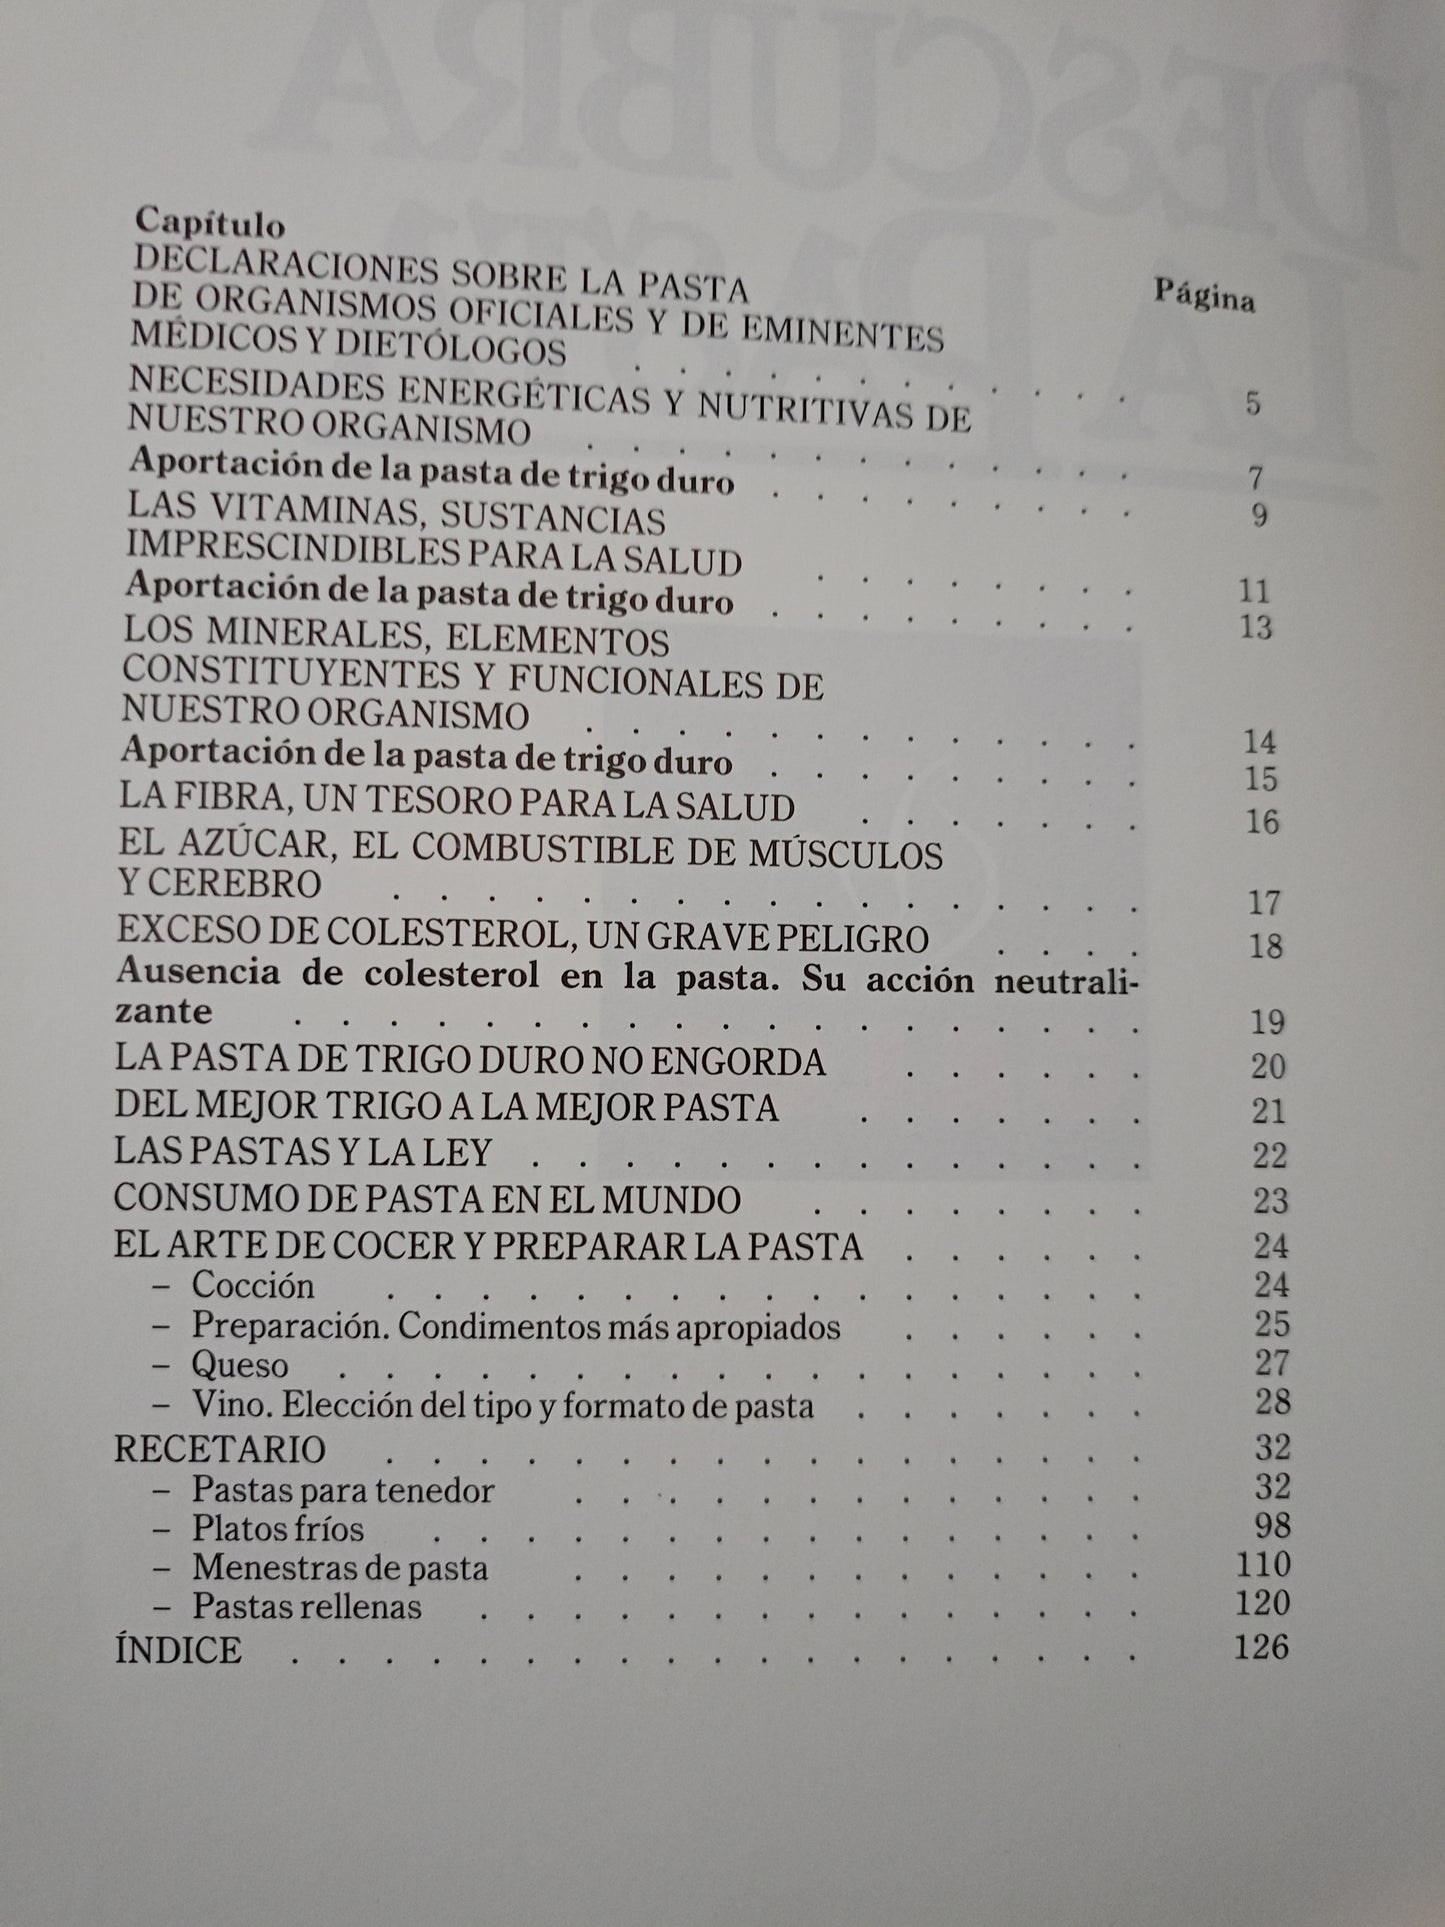 Capítulo
Página
DECLARACIONES SOBRE LA PASTA
DE ORGANISMOS OFICIALES Y DE EMINENTES
MÉDICOS Y DIETÓLOGOS . . . . . . . . . . . . 5
NECESIDADES ENERGÉTICAS Y NUTRITIVAS DE
NUESTRO ORGANISMO . . . . . . . . . . . . . 7
Aportación de la pasta de trigo duro . . . . . . . . . 9
LAS VITAMINAS, SUSTANCIAS
IMPRESCINDIBLES PARA LA SALUD . . . . . . . . 11
Aportación de la pasta de trigo duro . . . . . . . . . 13
LOS MINERALES, ELEMENTOS
CONSTITUYENTES Y FUNCIONALES DE
NUESTRO ORGANISMO . . . . . . . . . . . . . 14
Aportación de la pasta de trigo duro . . . . . . . . . 15
LA FIBRA, UN TESORO PARA LA SALUD . . . . . . . 16
EL AZÚCAR, EL COMBUSTIBLE DE MÚSCULOS
Y CEREBRO . . . . . . . . . . . . . . . . . 17
EXCESO DE COLESTEROL, UN GRAVE PELIGRO . . . . 18
Ausencia de colesterol en la pasta. Su acción neutrali-
zante . . . . . . . . . . . . . . . . . . . 19
LA PASTA DE TRIGO DURO NO ENGORDA . . . . . . 20
DEL MEJOR TRIGO A LA MEJOR PASTA . . . . . . . 21
LAS PASTAS Y LA LEY . . . . . . . . . . . . . . 22
CONSUMO DE PASTA EN EL MUNDO . . . . . . . . 23
EL ARTE DE COCER Y PREPARAR LA PASTA . . . . . . 24
– Cocción . . . . . . . . . . . . . . . . . 24
– Preparación. Condimentos más apropiados . . . . . . 25
– Queso . . . . . . . . . . . . . . . . . . 27
– Vino. Elección del tipo y formato de pasta . . . . . . . 28
RECETARIO . . . . . . . . . . . . . . . . . 32
– Pastas para tenedor . . . . . . . . . . . . . 32
– Platos fríos . . . . . . . . . . . . . . . . 98
– Menestras de pasta . . . . . . . . . . . . . 110
– Pastas rellenas . . . . . . . . . . . . . . . 120
ÍNDICE . . . . . . . . . . . . . . . . . . . 126
DESCUBRA
LA PASTA